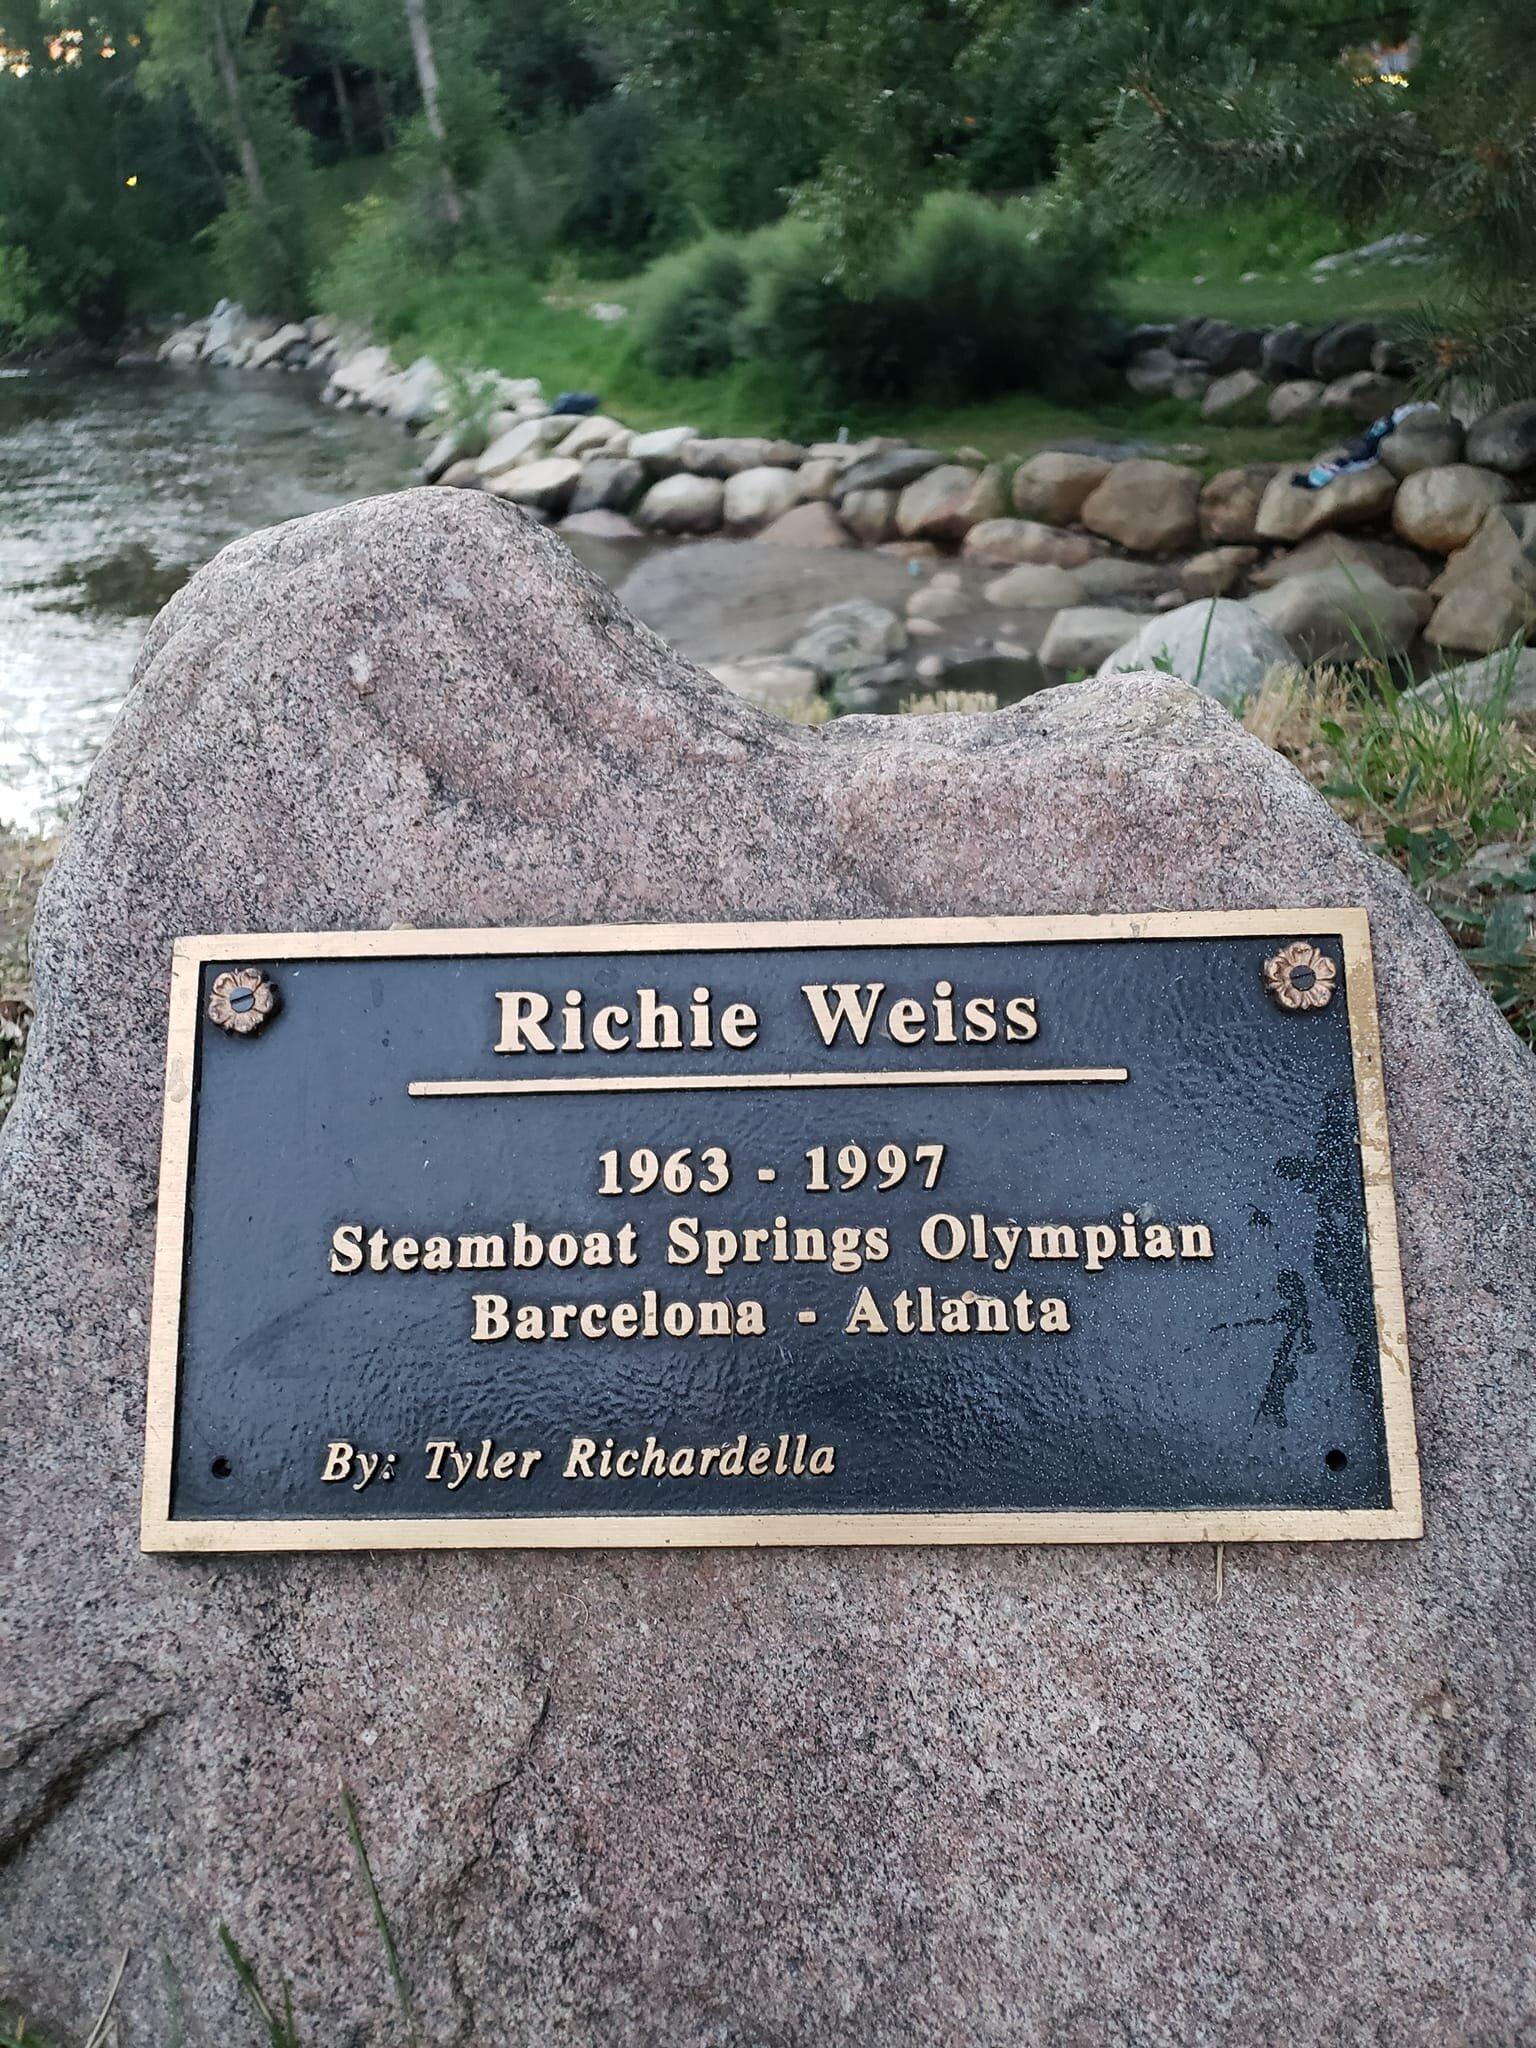 Richie Weiss
1963 - 1997
Steamboat Springs Olympian
Barcelona - Atlanta
By: Tyler Richardella